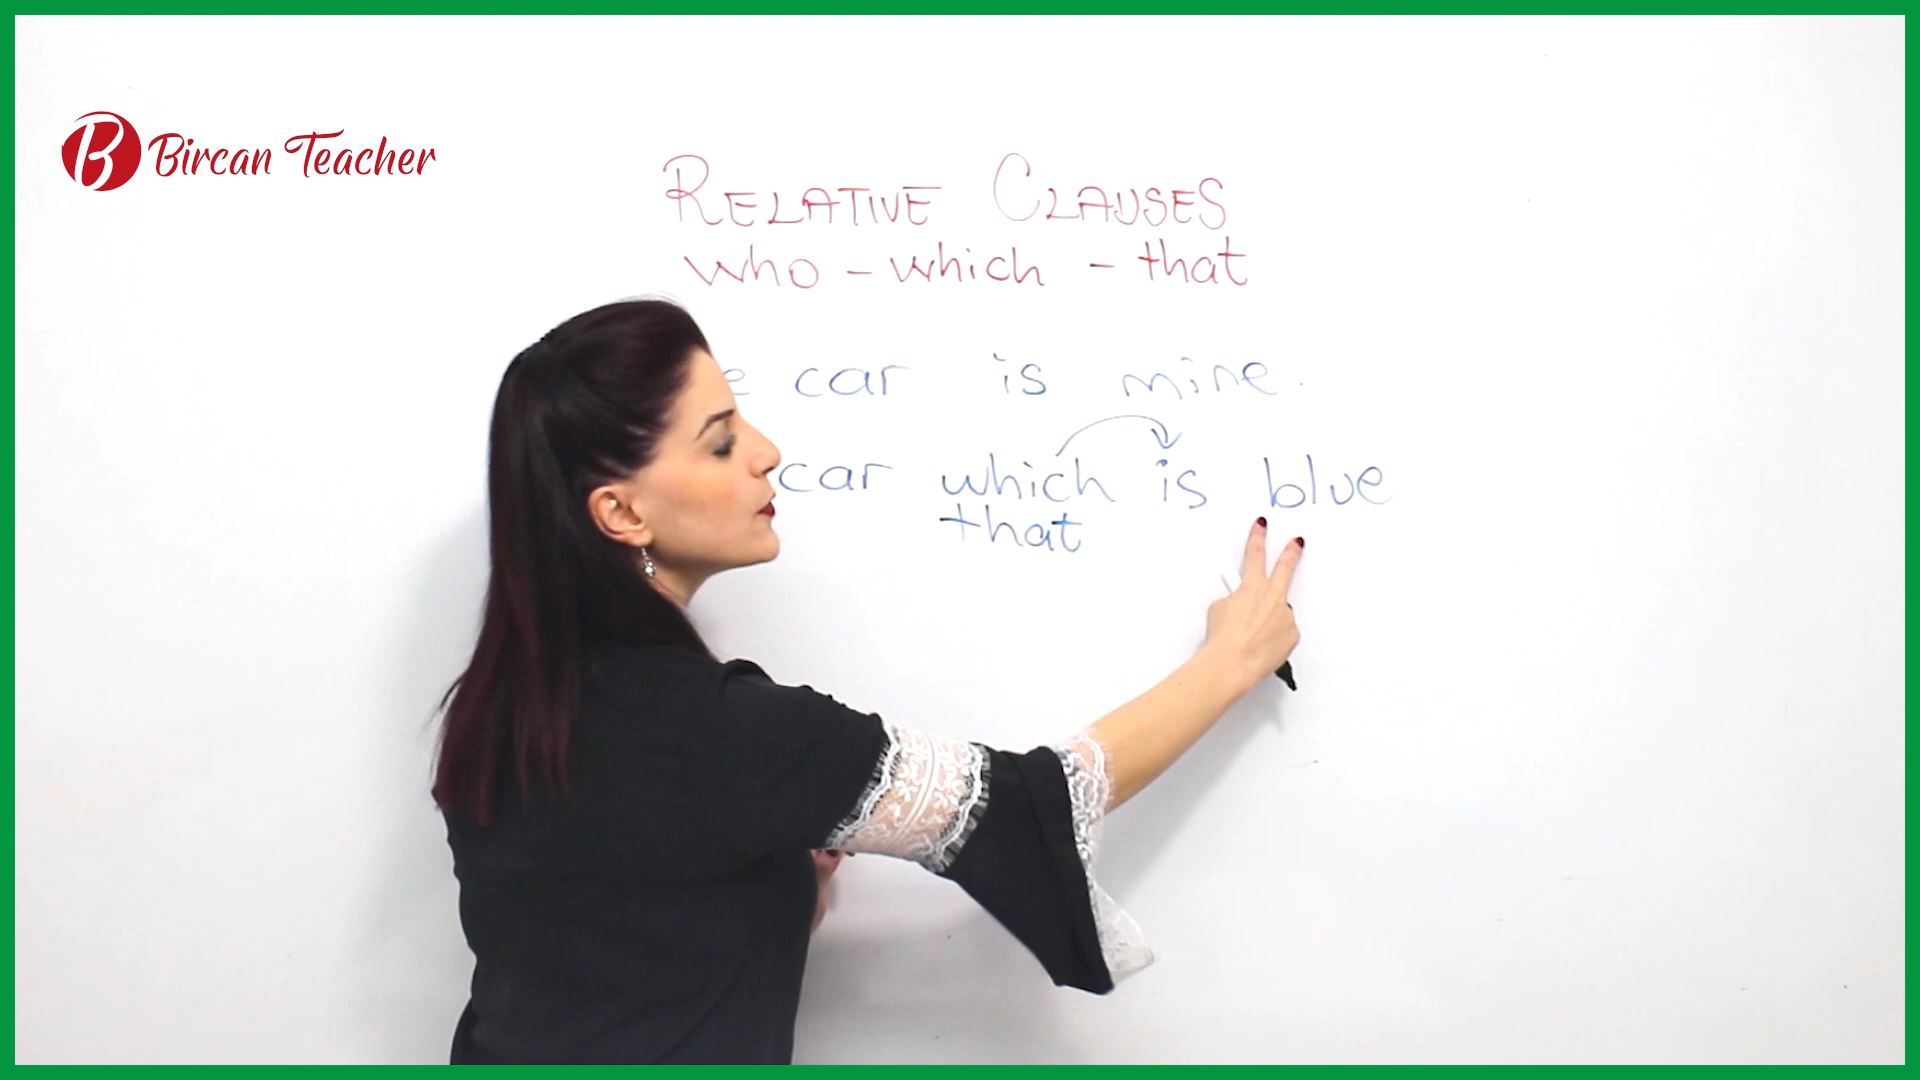 B Bircan Teacher
RELATIVE CLAUSES
who - which - that
e car is mine.
car which is blue
that